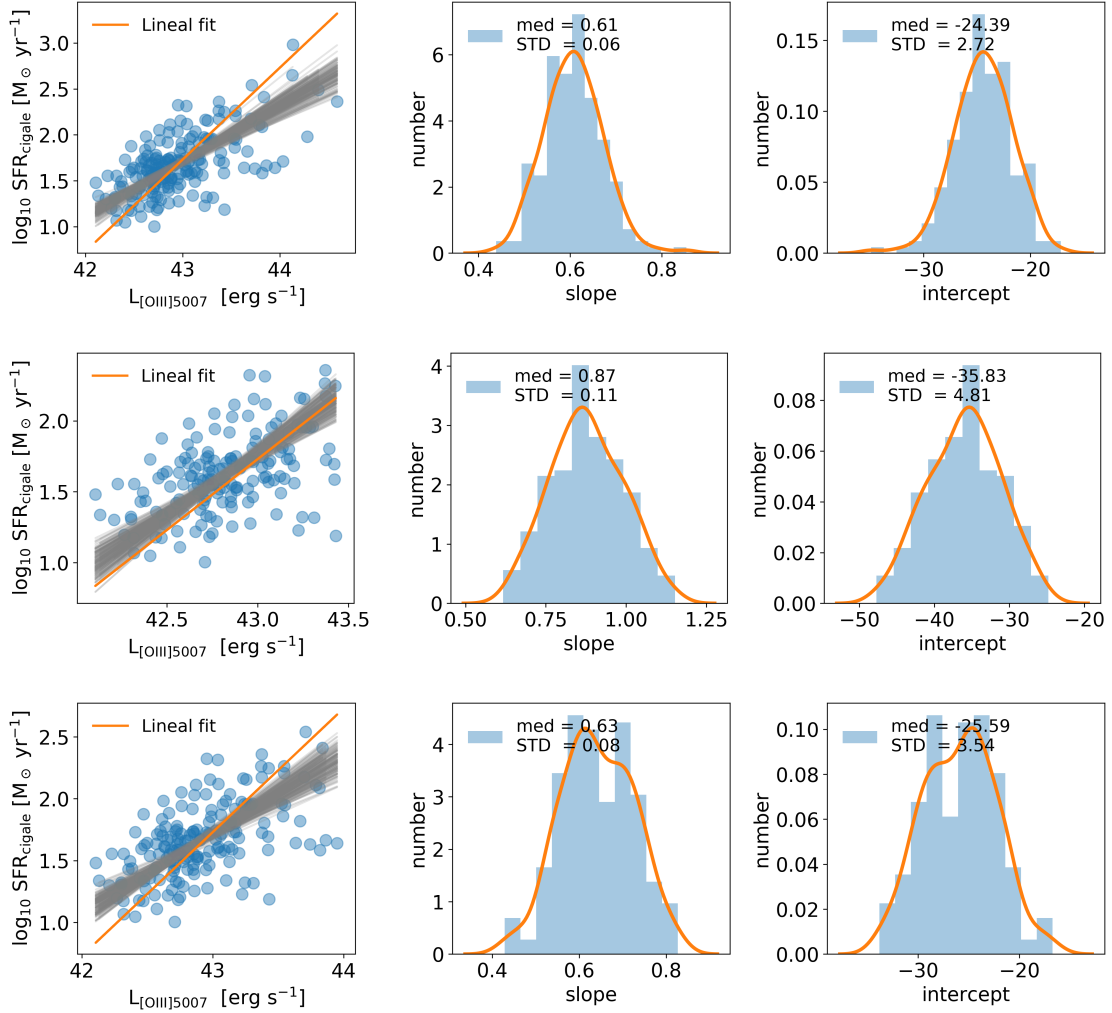 Lineal fit
3.0
2.5
2.0
1.5
1.0
42 43 44
log₁₀ SFR_cigale [M⊙ yr⁻¹]
L_[OIII]5007 [erg s⁻¹]
med = 0.61
STD = 0.06
6
4
2
0
0.4 0.6 0.8
number
slope
med = -24.39
STD = 2.72
0.15
0.10
0.05
0.00
−30 −20
number
intercept
Lineal fit
2.0
1.5
1.0
42.5 43.0 43.5
log₁₀ SFR_cigale [M⊙ yr⁻¹]
L_[OIII]5007 [erg s⁻¹]
med = 0.87
STD = 0.11
4
3
2
1
0
0.50 0.75 1.00 1.25
number
slope
med = -35.83
STD = 4.81
0.08
0.06
0.04
0.02
0.00
−50 −40 −30 −20
number
intercept
Lineal fit
2.5
2.0
1.5
1.0
42 43 44
log₁₀ SFR_cigale [M⊙ yr⁻¹]
L_[OIII]5007 [erg s⁻¹]
med = 0.63
STD = 0.08
4
3
2
1
0
0.4 0.6 0.8
number
slope
med = -25.59
STD = 3.54
0.10
0.08
0.06
0.04
0.02
0.00
−30 −20
number
intercept